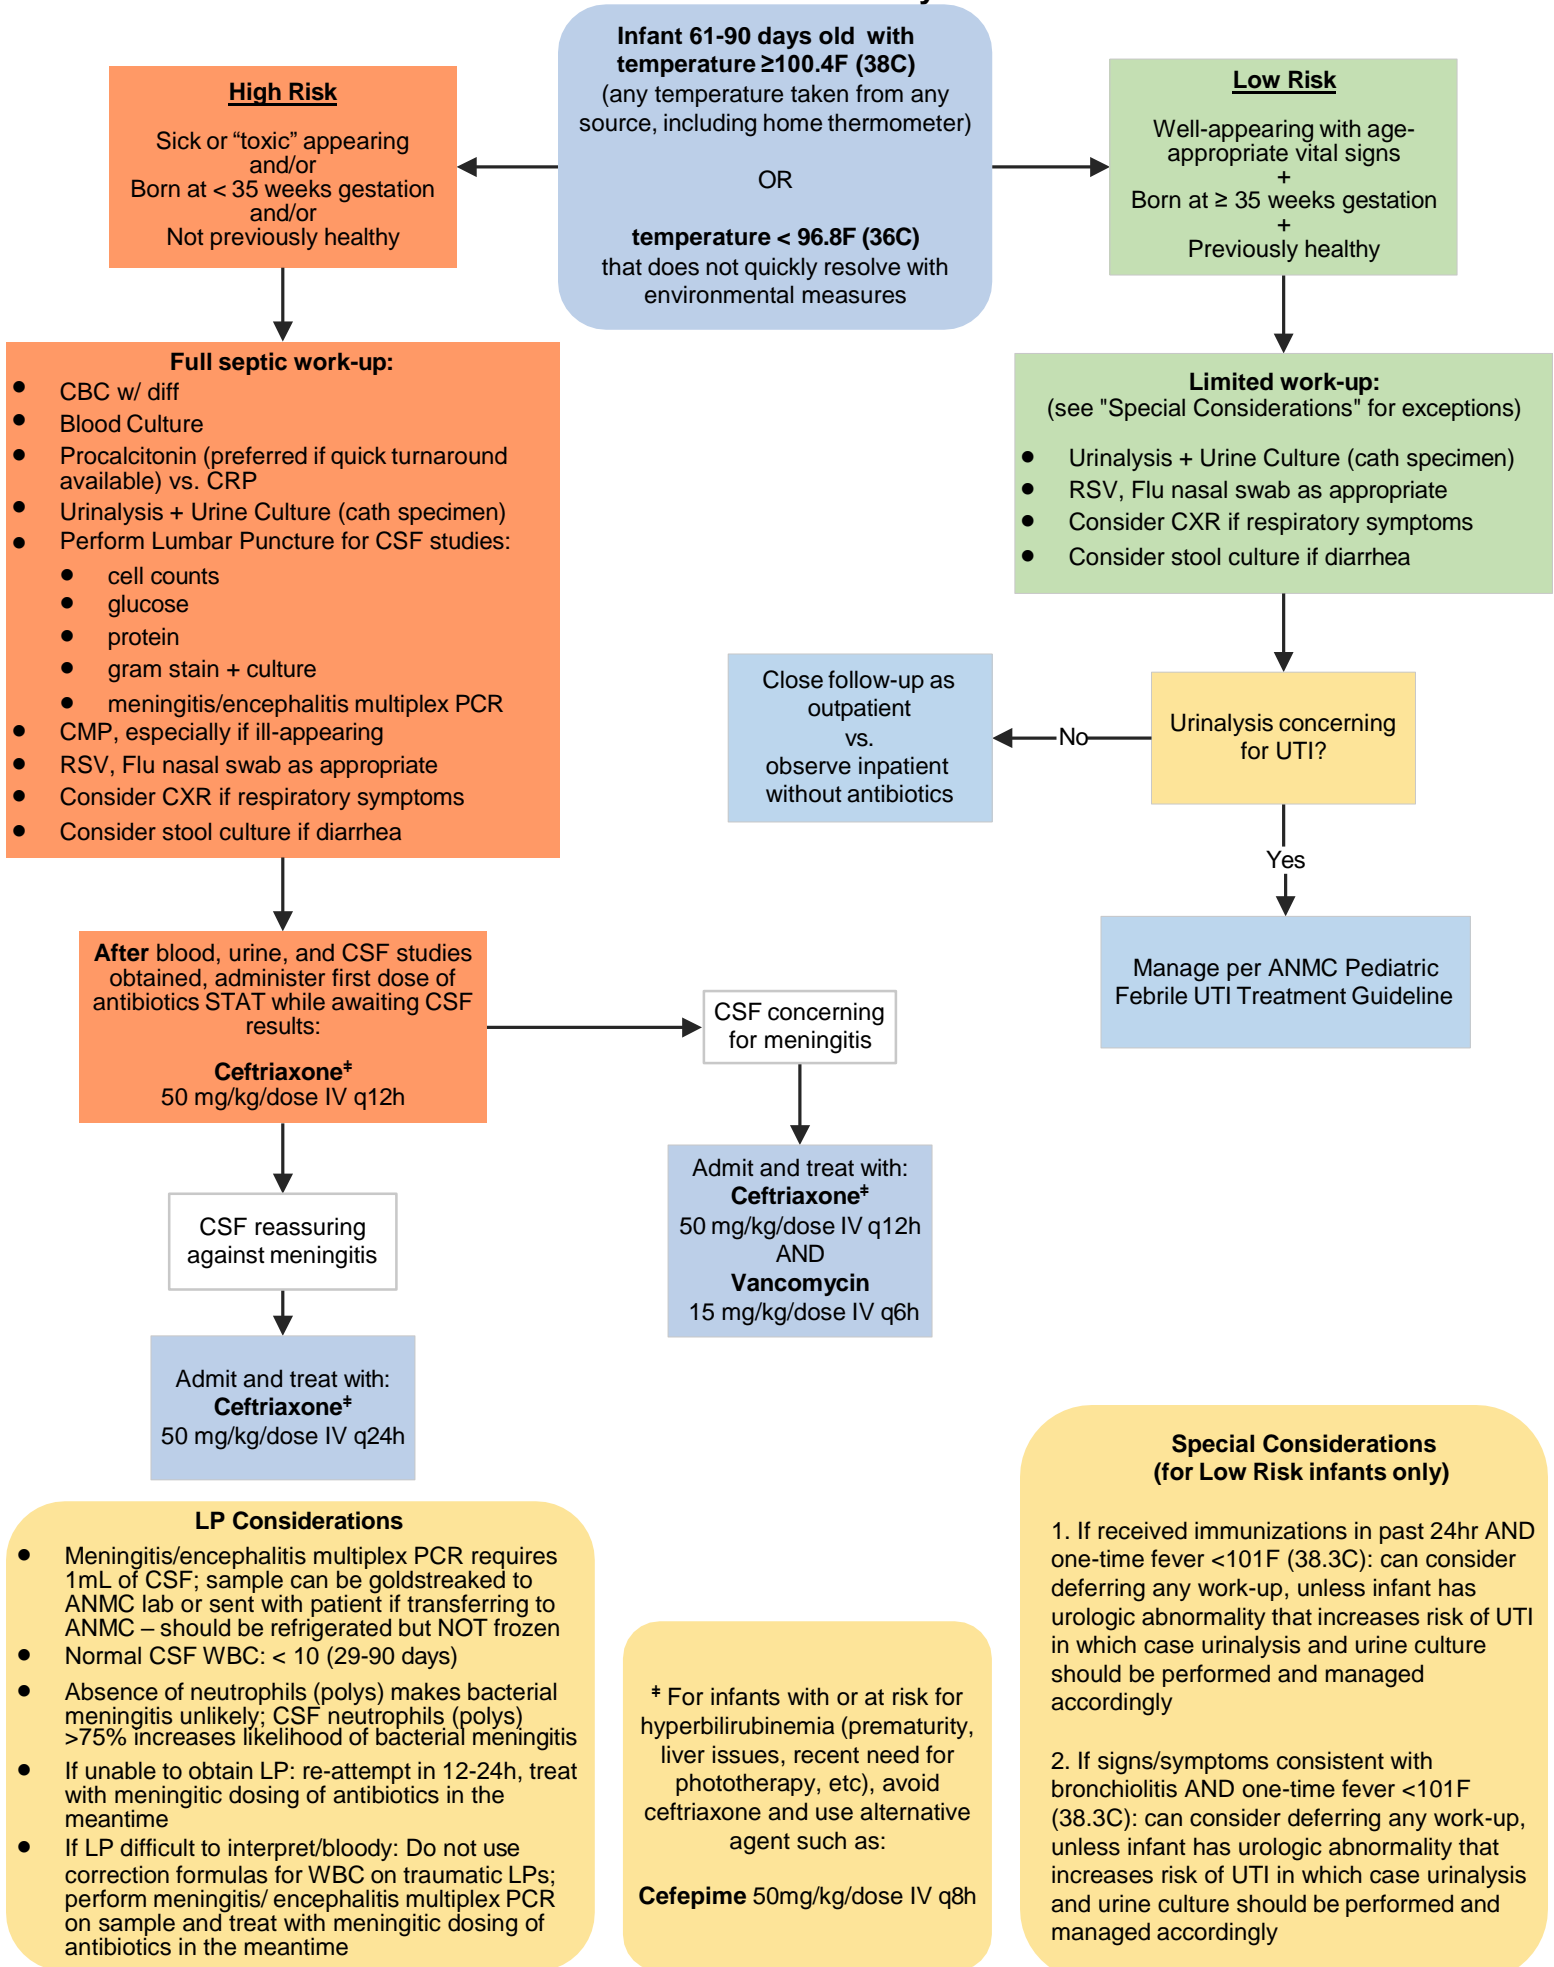 Infant 61-90 days old with
temperature ≥100.4F (38C)
(any temperature taken from any
source, including home thermometer)
OR
temperature < 96.8F (36C)
that does not quickly resolve with
environmental measures
High Risk
Sick or “toxic” appearing
and/or
Born at < 35 weeks gestation
and/or
Not previously healthy
Low Risk
Well-appearing with age-
appropriate vital signs
+
Born at ≥ 35 weeks gestation
+
Previously healthy
Full septic work-up:
● CBC w/ diff
● Blood Culture
● Procalcitonin (preferred if quick turnaround
available) vs. CRP
● Urinalysis + Urine Culture (cath specimen)
● Perform Lumbar Puncture for CSF studies:
● cell counts
● glucose
● protein
● gram stain + culture
● meningitis/encephalitis multiplex PCR
● CMP, especially if ill-appearing
● RSV, Flu nasal swab as appropriate
● Consider CXR if respiratory symptoms
● Consider stool culture if diarrhea
Limited work-up:
(see "Special Considerations" for exceptions)
● Urinalysis + Urine Culture (cath specimen)
● RSV, Flu nasal swab as appropriate
● Consider CXR if respiratory symptoms
● Consider stool culture if diarrhea
Urinalysis concerning
for UTI?
No
Close follow-up as
outpatient
vs.
observe inpatient
without antibiotics
Yes
Manage per ANMC Pediatric
Febrile UTI Treatment Guideline
After blood, urine, and CSF studies
obtained, administer first dose of
antibiotics STAT while awaiting CSF
results:
Ceftriaxone‡
50 mg/kg/dose IV q12h
CSF concerning
for meningitis
Admit and treat with:
Ceftriaxone‡
50 mg/kg/dose IV q12h
AND
Vancomycin
15 mg/kg/dose IV q6h
CSF reassuring
against meningitis
Admit and treat with:
Ceftriaxone‡
50 mg/kg/dose IV q24h
LP Considerations
● Meningitis/encephalitis multiplex PCR requires
1mL of CSF; sample can be goldstreaked to
ANMC lab or sent with patient if transferring to
ANMC – should be refrigerated but NOT frozen
● Normal CSF WBC: < 10 (29-90 days)
● Absence of neutrophils (polys) makes bacterial
meningitis unlikely; CSF neutrophils (polys)
>75% increases likelihood of bacterial meningitis
● If unable to obtain LP: re-attempt in 12-24h, treat
with meningitic dosing of antibiotics in the
meantime
● If LP difficult to interpret/bloody: Do not use
correction formulas for WBC on traumatic LPs;
perform meningitis/ encephalitis multiplex PCR
on sample and treat with meningitic dosing of
antibiotics in the meantime
‡ For infants with or at risk for
hyperbilirubinemia (prematurity,
liver issues, recent need for
phototherapy, etc), avoid
ceftriaxone and use alternative
agent such as:
Cefepime 50mg/kg/dose IV q8h
Special Considerations
(for Low Risk infants only)
1. If received immunizations in past 24hr AND
one-time fever <101F (38.3C): can consider
deferring any work-up, unless infant has
urologic abnormality that increases risk of UTI
in which case urinalysis and urine culture
should be performed and managed
accordingly
2. If signs/symptoms consistent with
bronchiolitis AND one-time fever <101F
(38.3C): can consider deferring any work-up,
unless infant has urologic abnormality that
increases risk of UTI in which case urinalysis
and urine culture should be performed and
managed accordingly